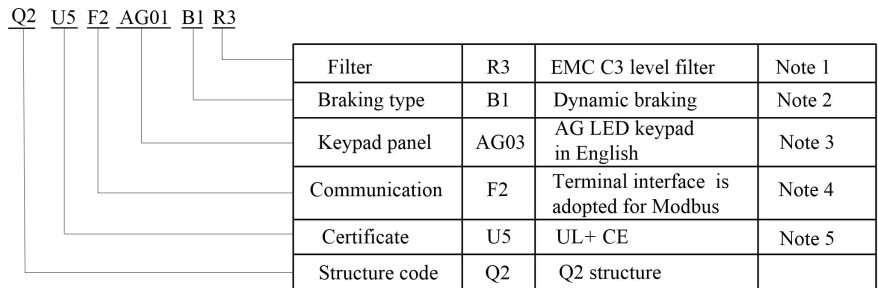 Q2 U5 F2 AG01 B1 R3
Filter R3 EMC C3 level filter Note 1
Braking type B1 Dynamic braking Note 2
Keypad panel AG03 AG LED keypad
in English Note 3
Communication F2 Terminal interface is
adopted for Modbus Note 4
Certificate U5 UL+ CE Note 5
Structure code Q2 Q2 structure